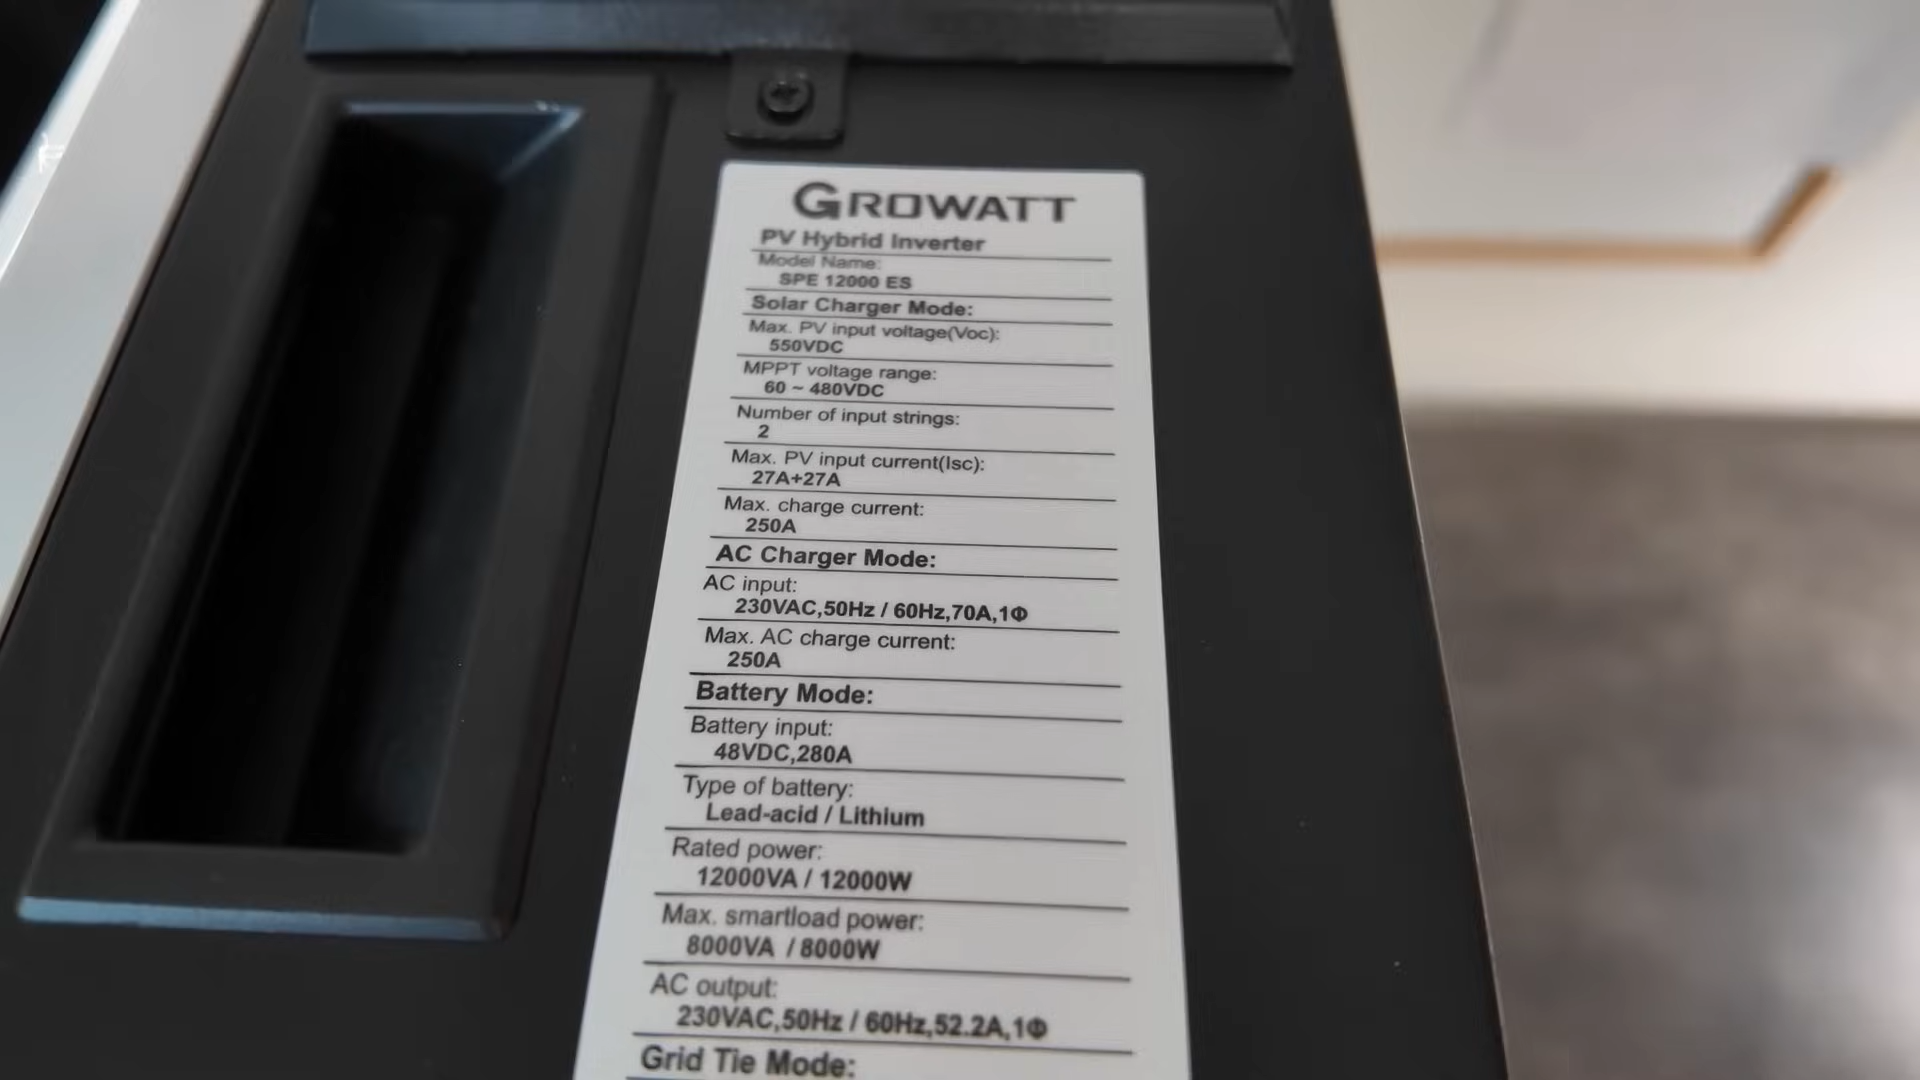 GROWATT
PV Hybrid Inverter
Model Name:
SPE 12000 ES
Solar Charger Mode:
Max. PV input voltage(Voc):
550VDC
MPPT voltage range:
60 ~ 480VDC
Number of input strings:
2
Max. PV input current(Isc):
27A+27A
Max. charge current:
250A
AC Charger Mode:
AC input:
230VAC,50Hz / 60Hz,70A,1Φ
Max. AC charge current:
250A
Battery Mode:
Battery input:
48VDC,280A
Type of battery:
Lead-acid / Lithium
Rated power:
12000VA / 12000W
Max. smartload power:
8000VA / 8000W
AC output:
230VAC,50Hz / 60Hz,52.2A,1Φ
Grid Tie Mode: